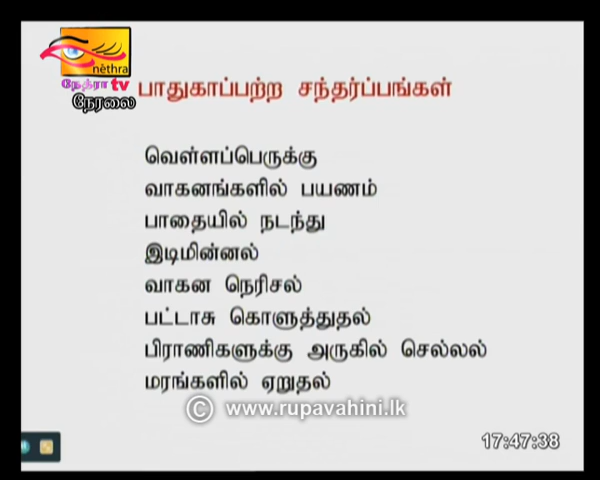 nēthra
நேத்ரா tv
நேரலை
பாதுகாப்பற்ற சந்தர்ப்பங்கள்
வெள்ளப்பெருக்கு
வாகனங்களில் பயணம்
பாதையில் நடந்து
இடிமின்னல்
வாகன நெரிசல்
பட்டாசு கொளுத்துதல்
பிராணிகளுக்கு அருகில் செல்லல்
மரங்களில் ஏறுதல்
© www.rupavahini.lk
17:47:38